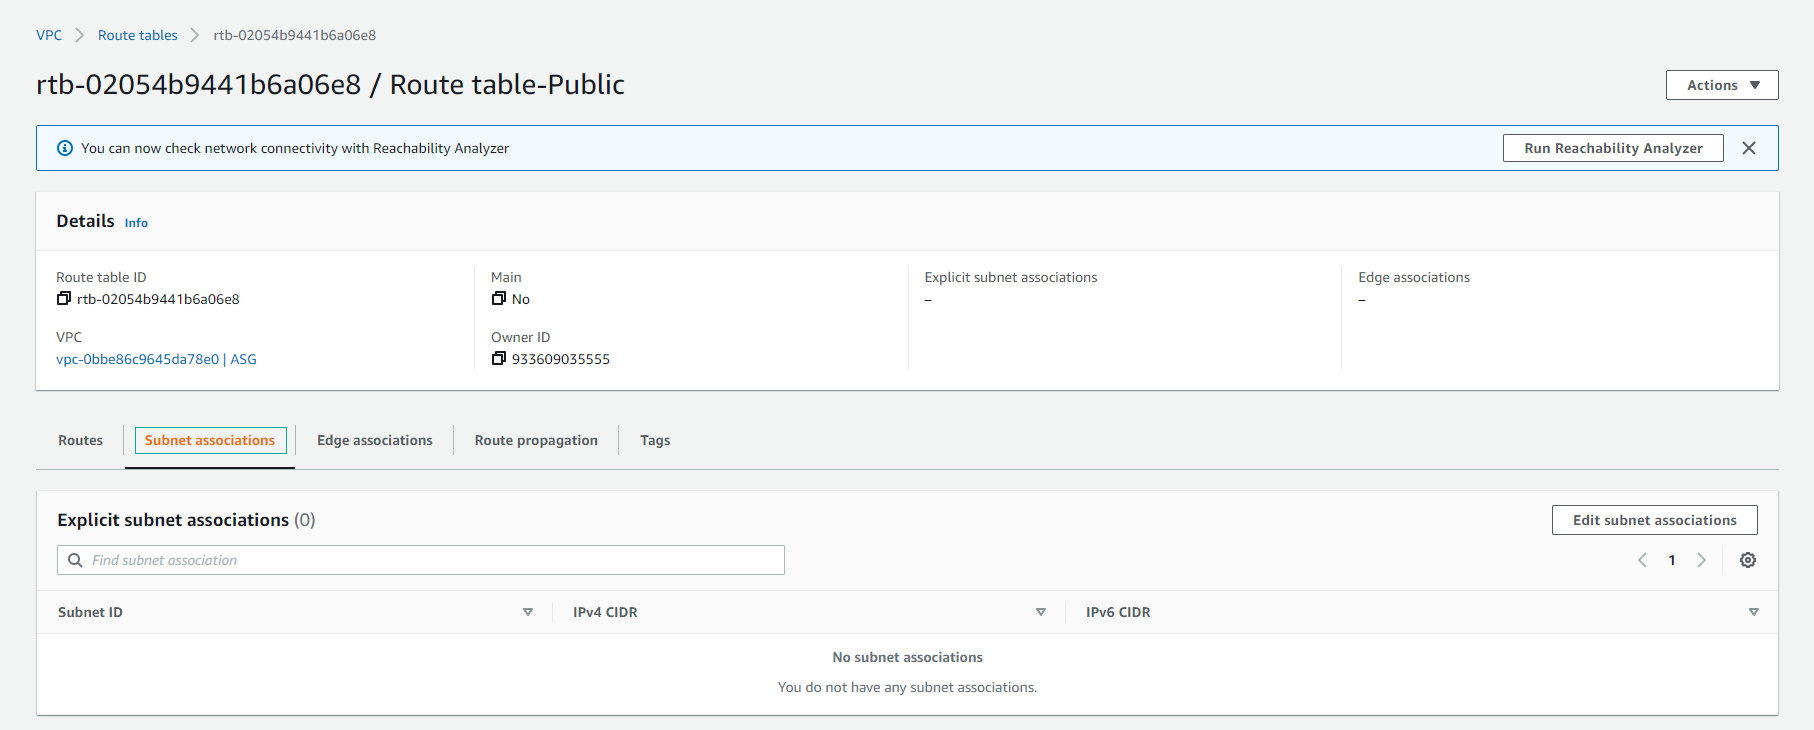 VPC > Route tables > rtb-02054b9441b6a06e8
rtb-02054b9441b6a06e8 / Route table-Public
Actions
You can now check network connectivity with Reachability Analyzer
Run Reachability Analyzer
Details Info
Route table ID
rtb-02054b9441b6a06e8
Main
No
Explicit subnet associations
–
Edge associations
–
VPC
vpc-0bbe86c9645da78e0 | ASG
Owner ID
933609035555
Routes
Subnet associations
Edge associations
Route propagation
Tags
Explicit subnet associations (0)
Edit subnet associations
Find subnet association
1
Subnet ID
IPv4 CIDR
IPv6 CIDR
No subnet associations
You do not have any subnet associations.